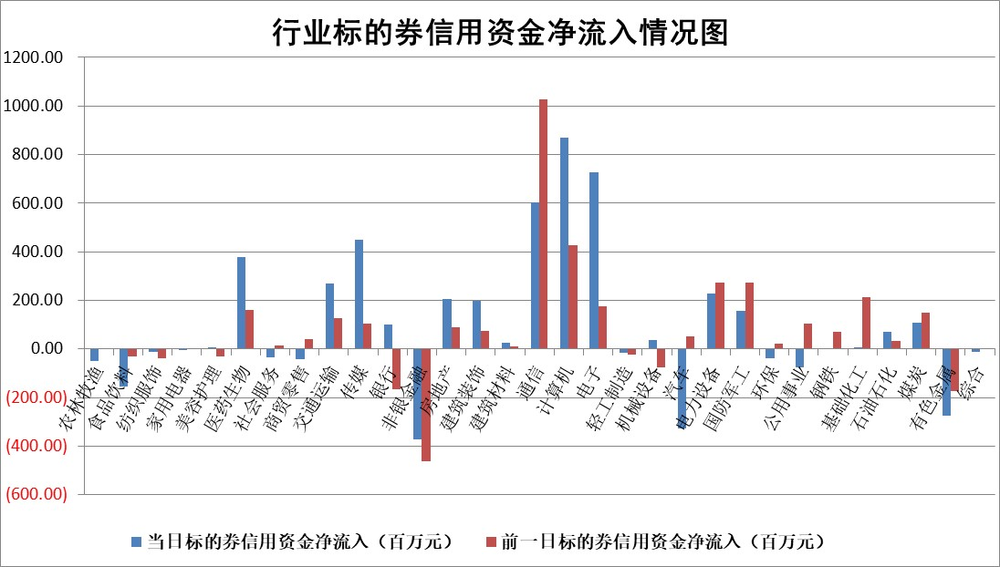 行业标的券信用资金净流入情况图
1200.00
1000.00
800.00
600.00
400.00
200.00
0.00
(200.00)
(400.00)
(600.00)
农林牧渔
食品饮料
纺织服饰
家用电器
美容护理
医药生物
社会服务
商贸零售
交通运输
传媒
银行
非银金融
房地产
建筑装饰
建筑材料
通信
计算机
电子
轻工制造
机械设备
汽车
电力设备
国防军工
环保
公用事业
钢铁
基础化工
石油石化
煤炭
有色金属
综合
当日标的券信用资金净流入（百万元）
前一日标的券信用资金净流入（百万元）